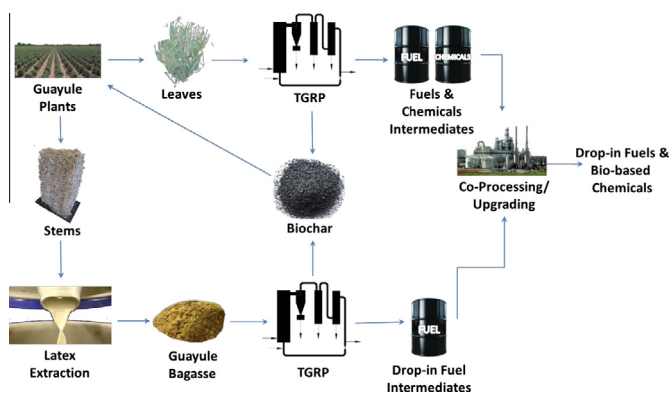 FUEL
CHEMICALS
Guayule
Plants
Leaves
TGRP
Fuels &
Chemicals
Intermediates
Drop-in Fuels &
Bio-based
Chemicals
Co-Processing/
Upgrading
Stems
Biochar
FUEL
Latex
Extraction
Guayule
Bagasse
TGRP
Drop-in Fuel
Intermediates